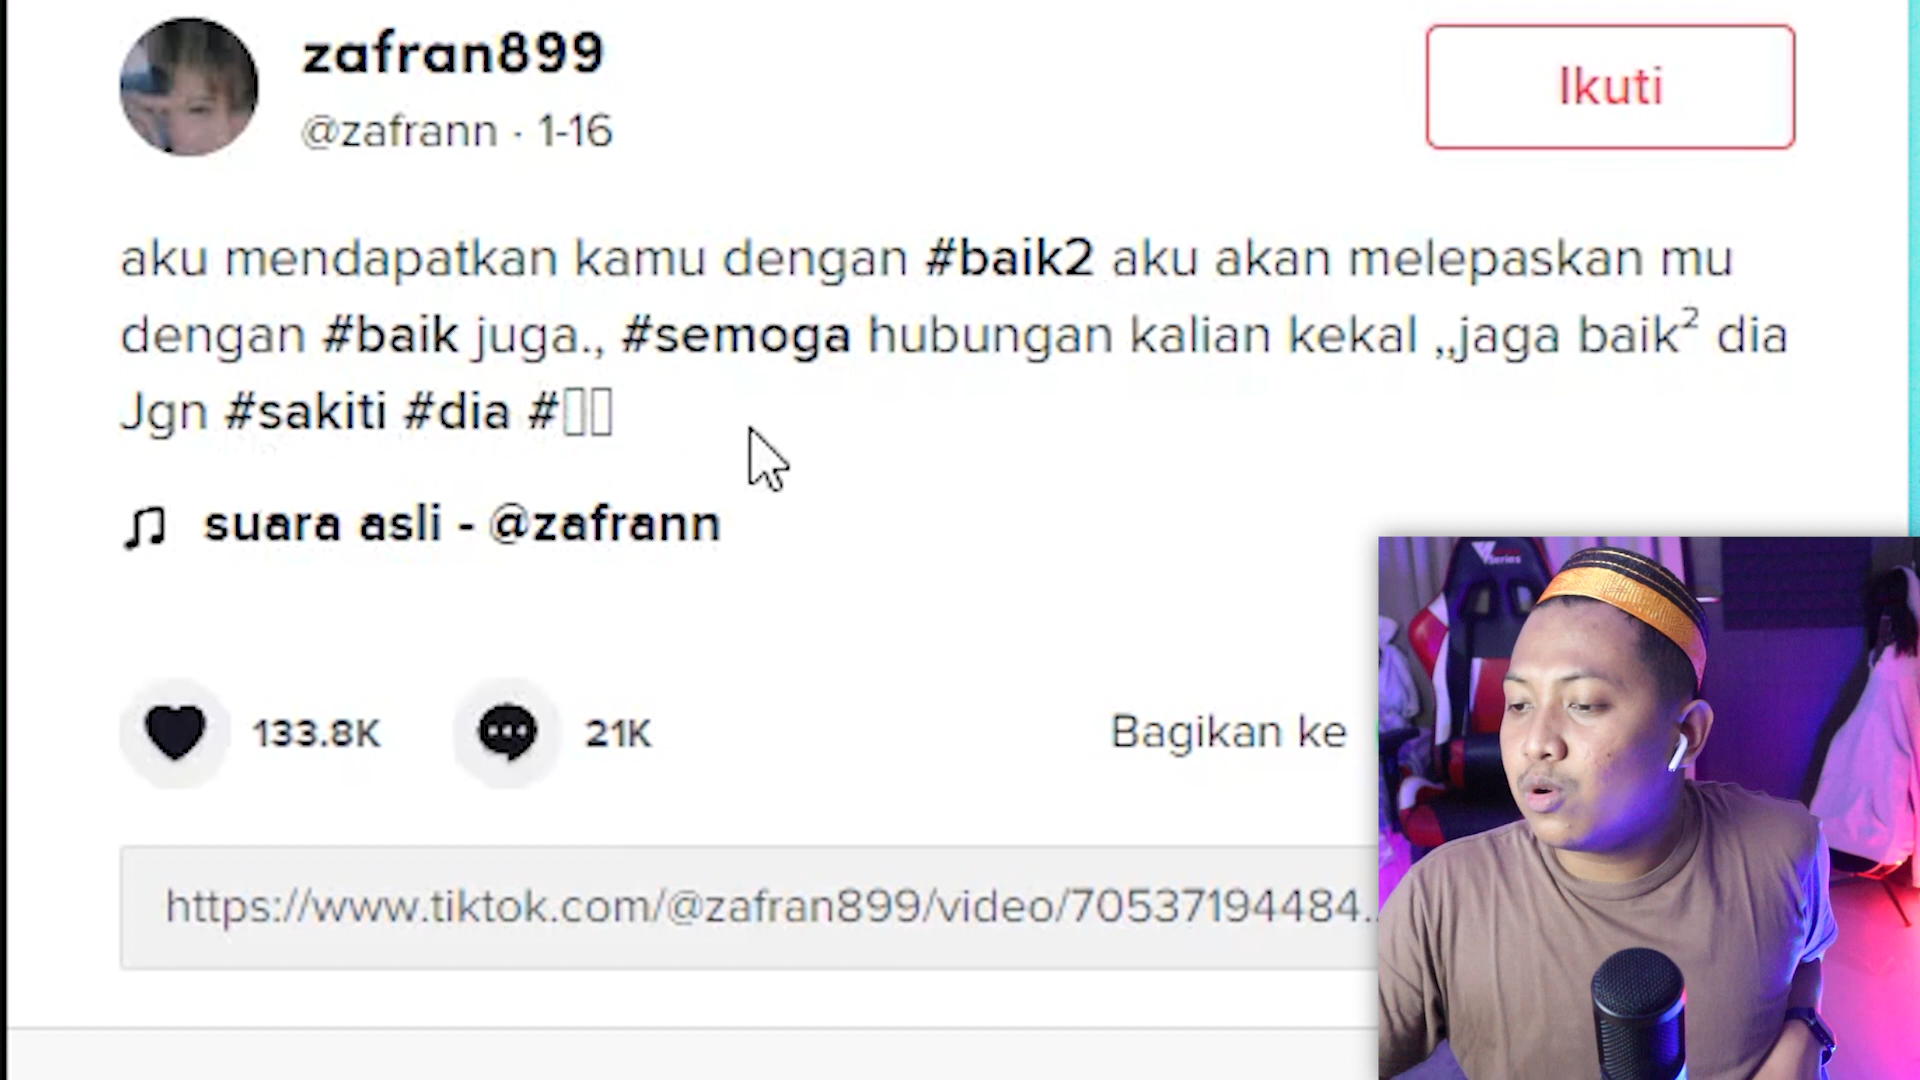 zafran899
@zafrann · 1-16
Ikuti
aku mendapatkan kamu dengan #baik2 aku akan melepaskan mu
dengan #baik juga., #semoga hubungan kalian kekal ,,jaga baik² dia
Jgn #sakiti #dia #
suara asli - @zafrann
133.8K
21K
Bagikan ke
https://www.tiktok.com/@zafran899/video/70537194484...
Series